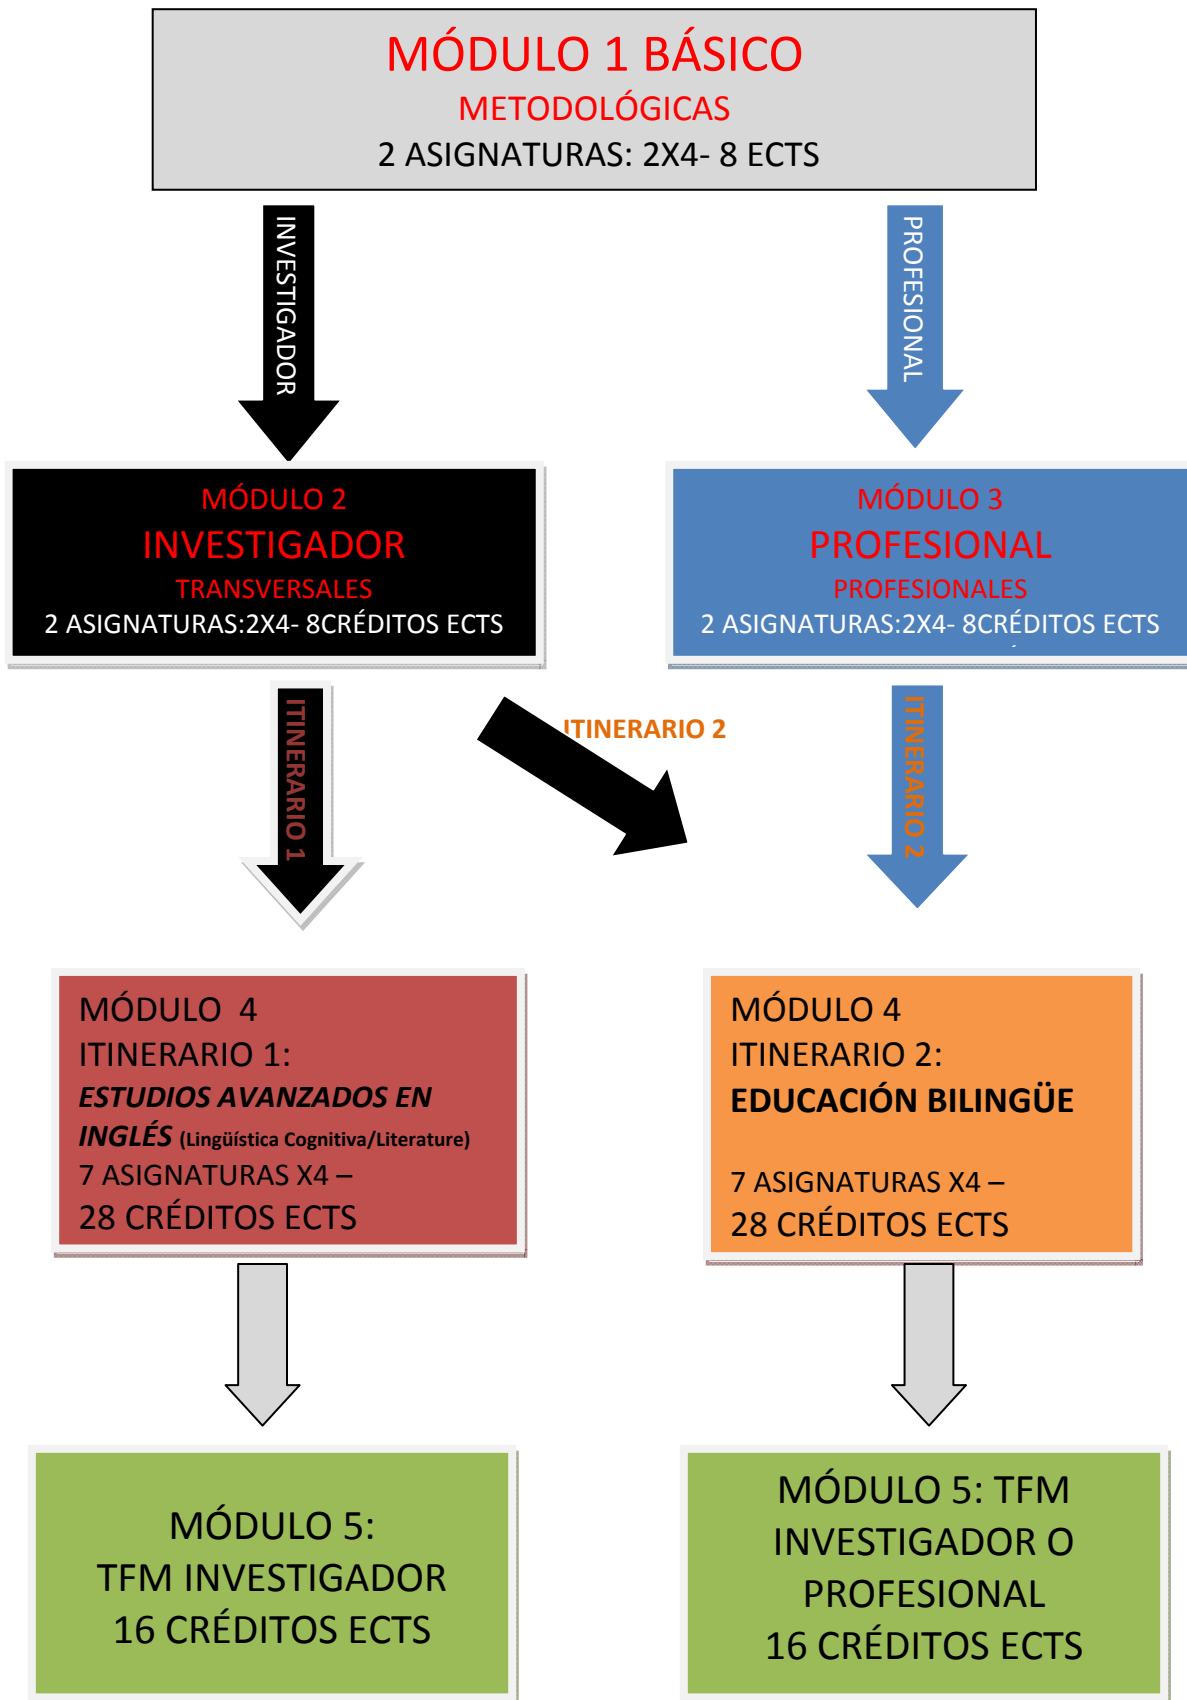 MÓDULO 1 BÁSICO
METODOLÓGICAS
2 ASIGNATURAS: 2X4- 8 ECTS
INVESTIGADOR
PROFESIONAL
MÓDULO 2
INVESTIGADOR
TRANSVERSALES
2 ASIGNATURAS:2X4- 8CRÉDITOS ECTS
MÓDULO 3
PROFESIONAL
PROFESIONALES
2 ASIGNATURAS:2X4- 8CRÉDITOS ECTS
ITINERARIO 1
ITINERARIO 2
ITINERARIO 2
MÓDULO 4
ITINERARIO 1:
ESTUDIOS AVANZADOS EN
INGLÉS (Lingüística Cognitiva/Literature)
7 ASIGNATURAS X4 –
28 CRÉDITOS ECTS
MÓDULO 4
ITINERARIO 2:
EDUCACIÓN BILINGÜE
7 ASIGNATURAS X4 –
28 CRÉDITOS ECTS
MÓDULO 5:
TFM INVESTIGADOR
16 CRÉDITOS ECTS
MÓDULO 5: TFM
INVESTIGADOR O
PROFESIONAL
16 CRÉDITOS ECTS